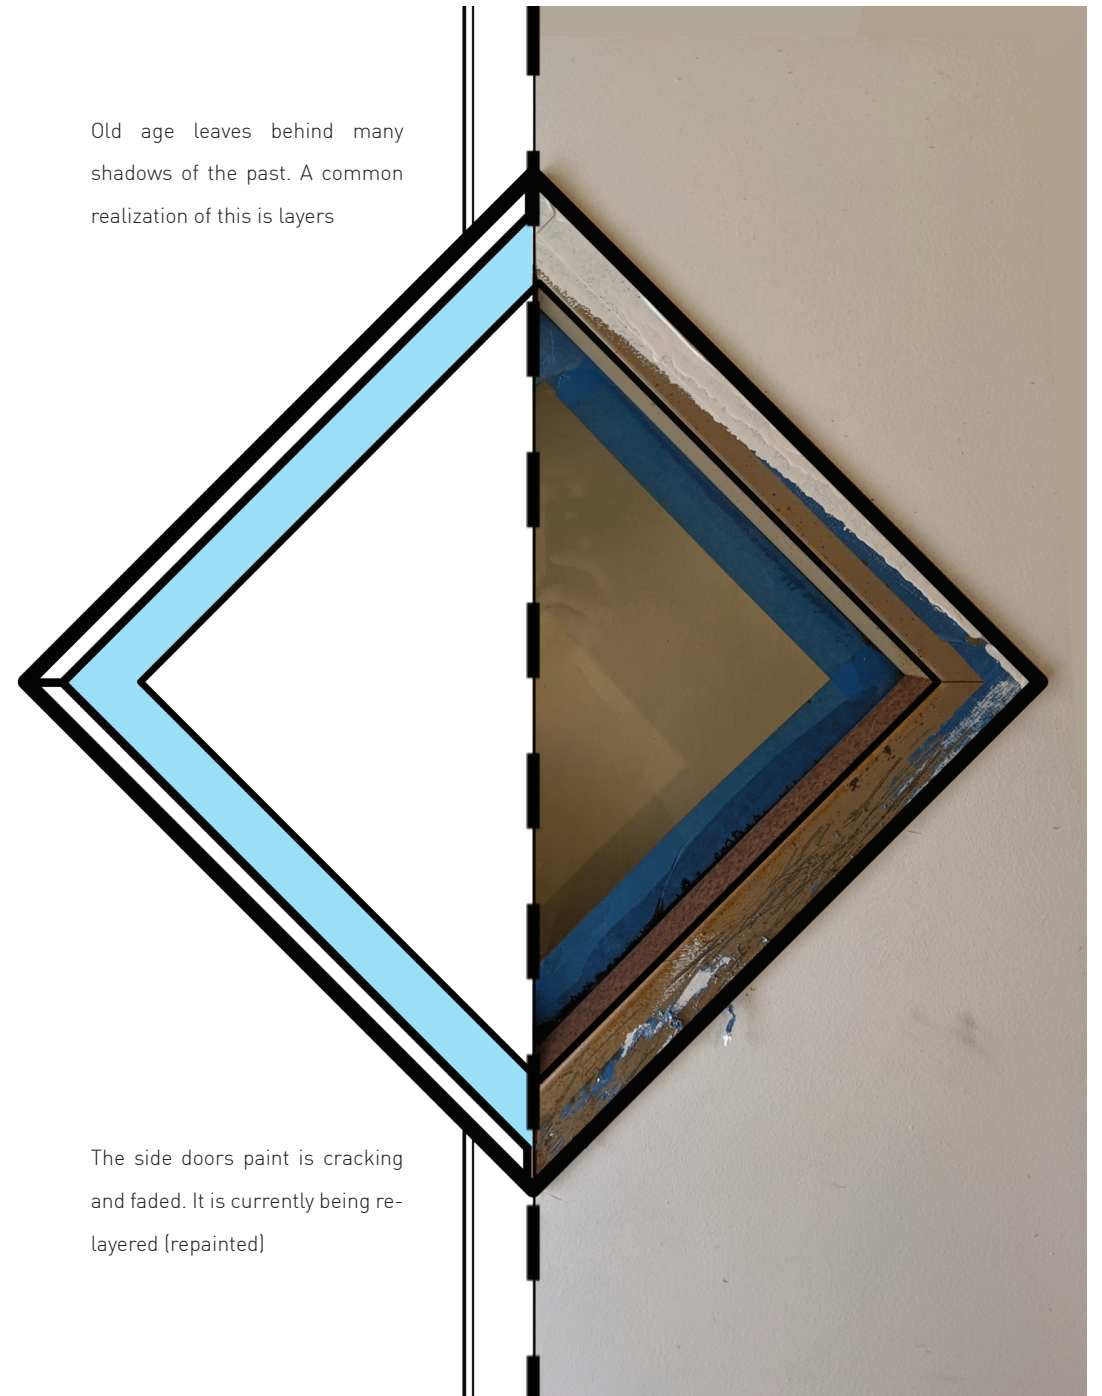 Old age leaves behind many
shadows of the past. A common
realization of this is layers
The side doors paint is cracking
and faded. It is currently being re-
layered (repainted)